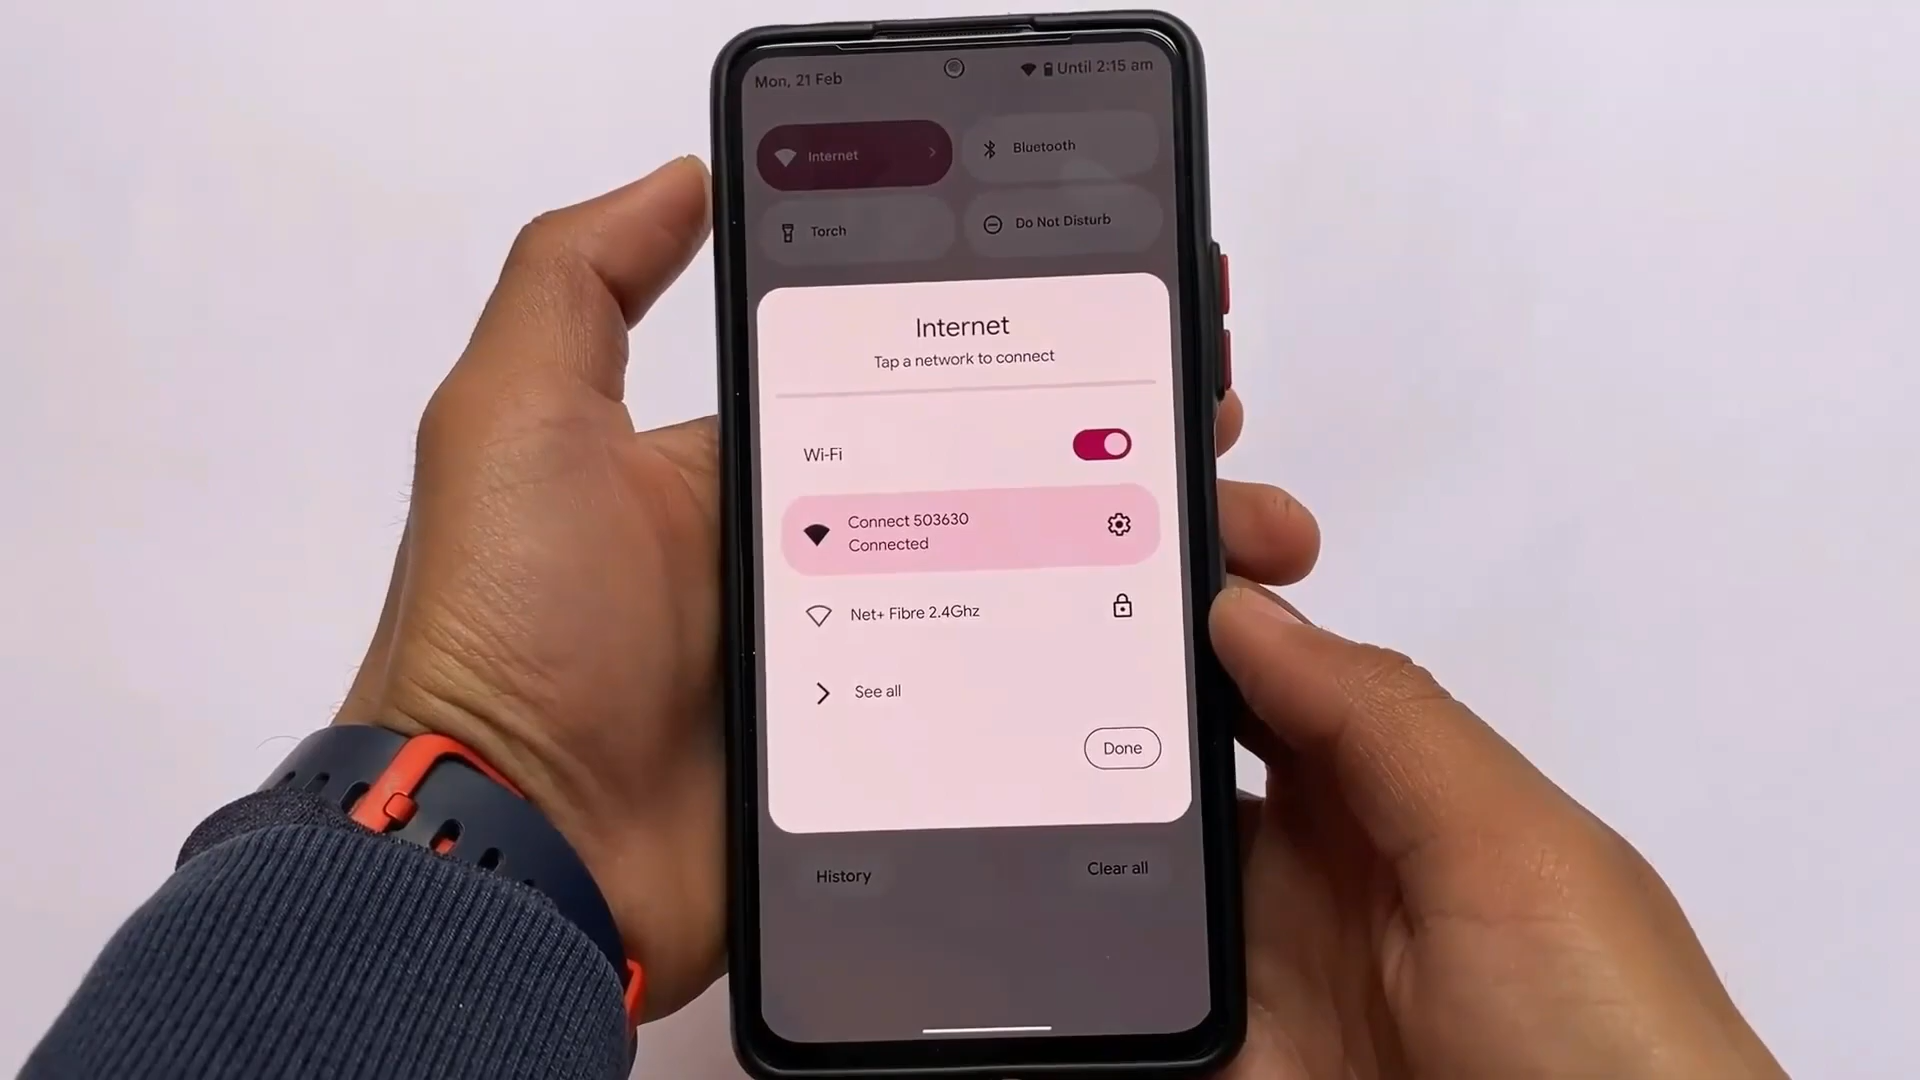 Mon, 21 Feb
Until 2:15 am
Internet
Bluetooth
Torch
Do Not Disturb
Internet
Tap a network to connect
Wi-Fi
Connect 503630
Connected
Net+ Fibre 2.4Ghz
See all
Done
History
Clear all